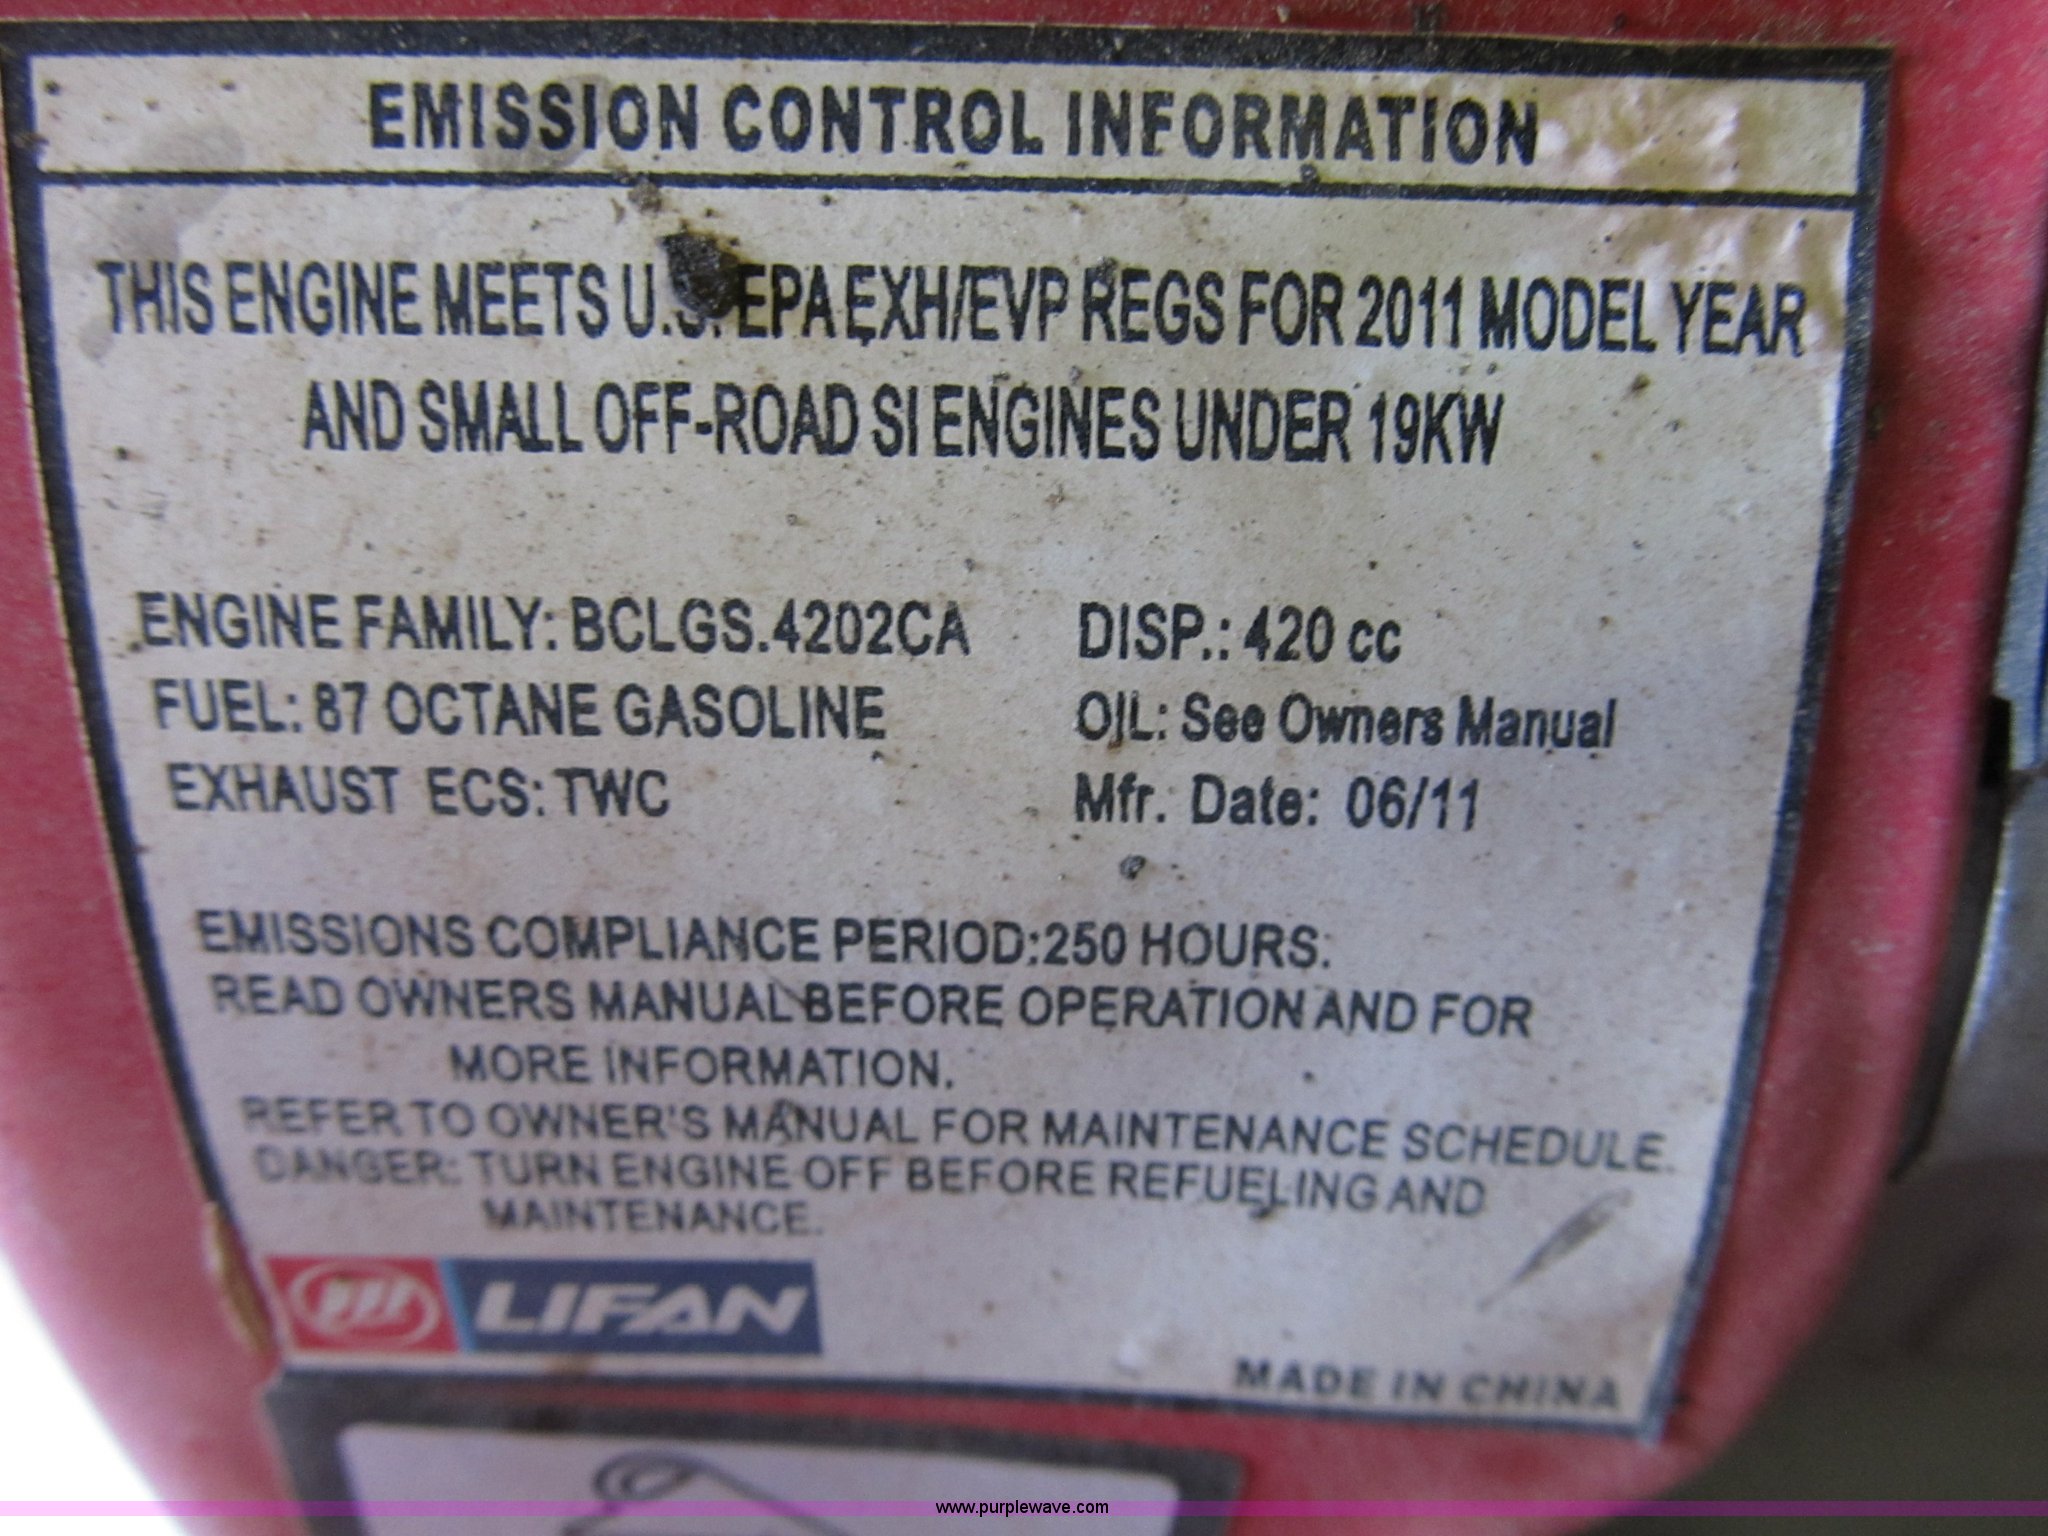 EMISSION CONTROL INFORMATION
THIS ENGINE MEETS U.S. EPA EXH/EVP REGS FOR 2011 MODEL YEAR
AND SMALL OFF-ROAD SI ENGINES UNDER 19KW
ENGINE FAMILY: BCLGS.4202CA DISP.: 420 cc
FUEL: 87 OCTANE GASOLINE OIL: See Owners Manual
EXHAUST ECS: TWC Mfr. Date: 06/11
EMISSIONS COMPLIANCE PERIOD:250 HOURS.
READ OWNERS MANUAL BEFORE OPERATION AND FOR
MORE INFORMATION.
REFER TO OWNER'S MANUAL FOR MAINTENANCE SCHEDULE.
DANGER: TURN ENGINE OFF BEFORE REFUELING AND
MAINTENANCE.
LIFAN
MADE IN CHINA
www.purplewave.com